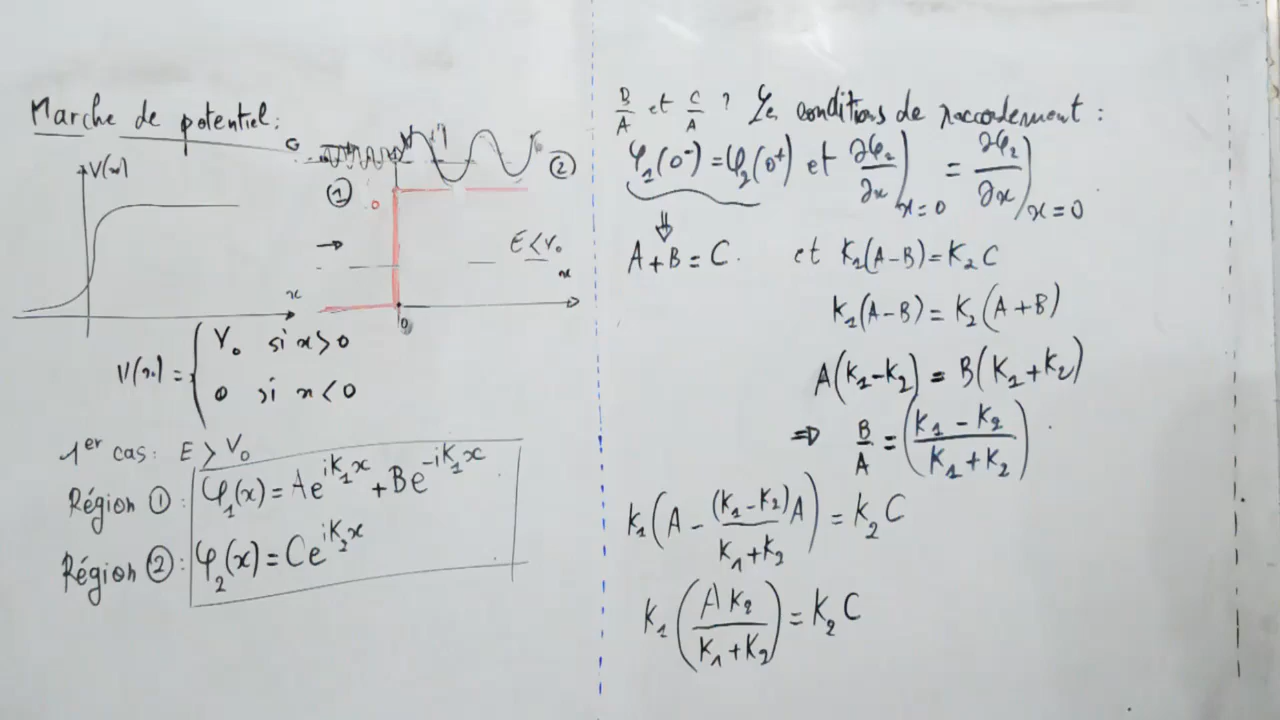 Marche de potentiel:
V(x)
x
①
②
0
E < V₀
x
0
V(x) = { V₀ si x > 0
0 si x < 0
1er cas: E > V₀
Région ①: φ₁(x) = Ae^{iK₁x} + Be^{-iK₁x}
Région ②: φ₂(x) = Ce^{iK₂x}
B/A et C/A ? Les conditions de raccordement :
φ₁(0⁻) = φ₂(0⁺) et ∂φ₁/∂x)x=0 = ∂φ₂/∂x)x=0
⇓
A + B = C. et K₁(A-B) = K₂C
K₁(A-B) = K₂(A+B)
A(K₁-K₂) = B(K₁+K₂)
⇒ B/A = (K₁ - K₂ / K₁ + K₂)
K₁(A - (K₁-K₂)A / K₁+K₂) = K₂C
K₁(A K₂ / K₁+K₂) = K₂C